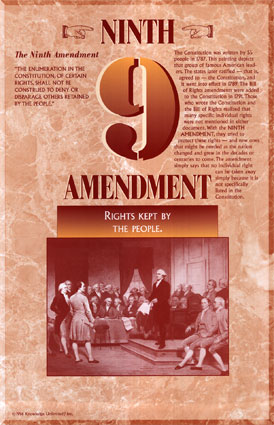 NINTH
The Ninth Amendment
"THE ENUMERATION IN THE
CONSTITUTION, OF CERTAIN
RIGHTS, SHALL NOT BE
CONSTRUED TO DENY OR
DISPARAGE OTHERS RETAINED
BY THE PEOPLE."
The Constitution was written by 55
people in 1787. This painting depicts
that group of famous American lead-
ers. The states later ratified — that is,
agreed to — the Constitution, and
it went into effect in 1789. The Bill
of Rights amendments were added
to the Constitution in 1791. Those
who wrote the Constitution and
the Bill of Rights realized that
many specific individual rights
were not mentioned in either
document. With the NINTH
AMENDMENT, they tried to
protect these rights — and new ones
that might be needed as the nation
changed and grew in the decades or
centuries to come. The amendment
simply says that no individual right
can be taken away
simply because it is
not specifically
listed in the
Constitution.
9
AMENDMENT
RIGHTS KEPT BY
THE PEOPLE.
Knowledge Unlimited, Inc.